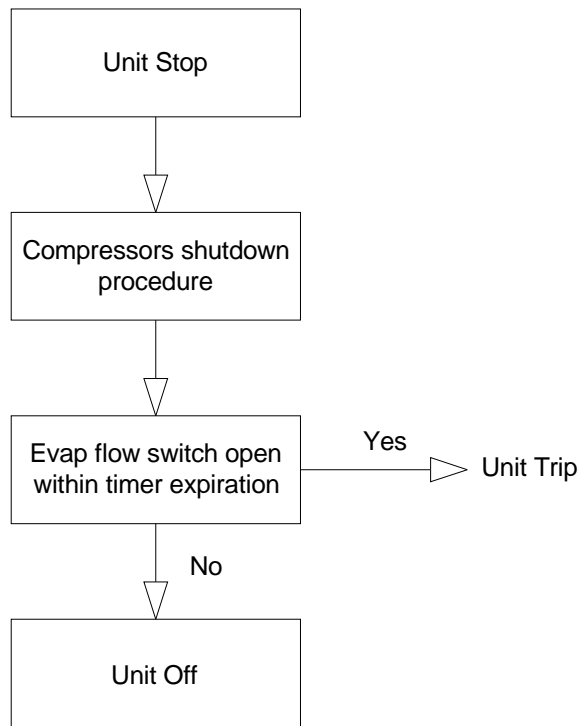 Unit Stop
Compressors shutdown
procedure
Evap flow switch open
within timer expiration
Yes
Unit Trip
No
Unit Off